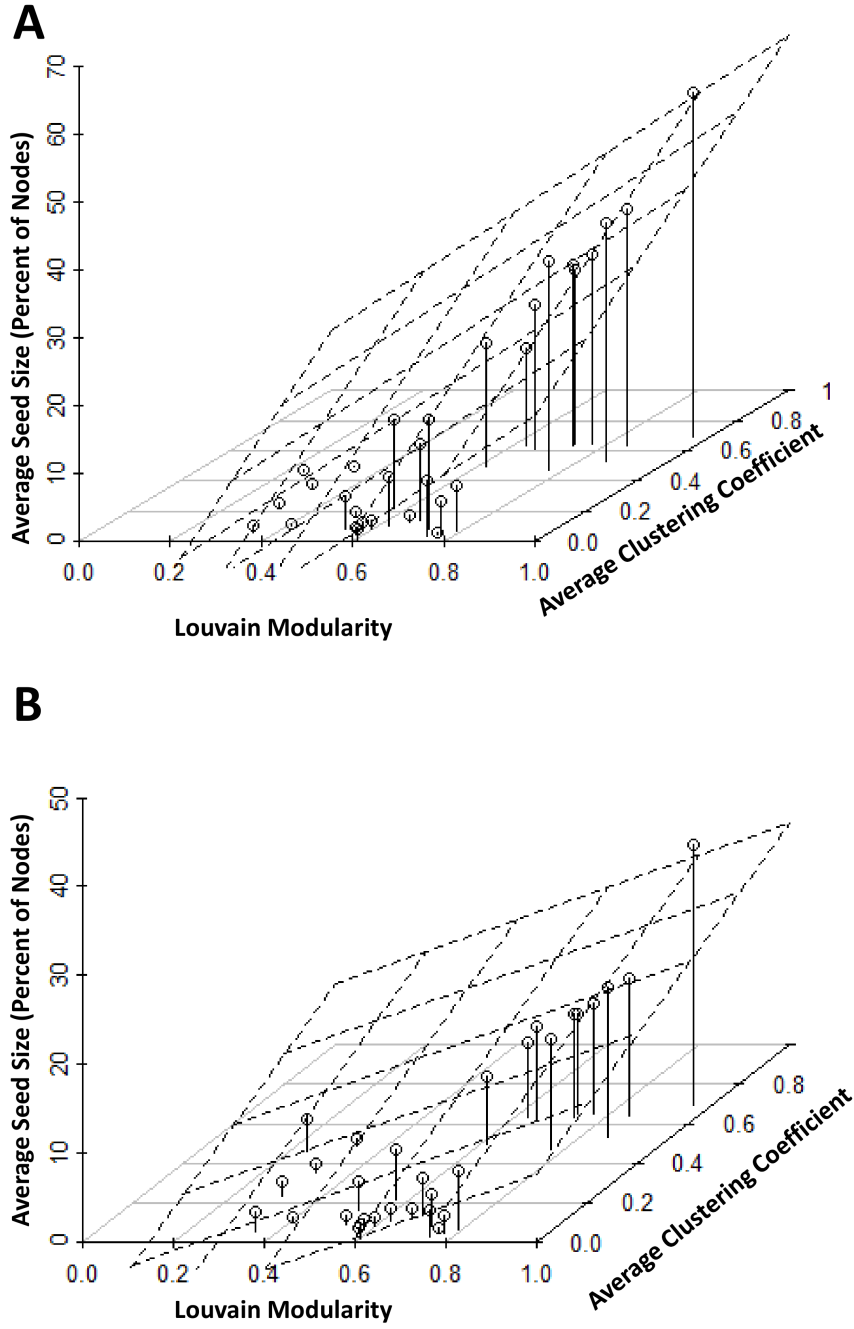 A
Average Seed Size (Percent of Nodes)
70
60
50
40
30
20
10
0
0.0 0.2 0.4 0.6 0.8 1.0
Louvain Modularity
0.0 0.2 0.4 0.6 0.8 1
Average Clustering Coefficient
B
Average Seed Size (Percent of Nodes)
50
40
30
20
10
0
0.0 0.2 0.4 0.6 0.8 1.0
Louvain Modularity
0.0 0.2 0.4 0.6 0.8
Average Clustering Coefficient